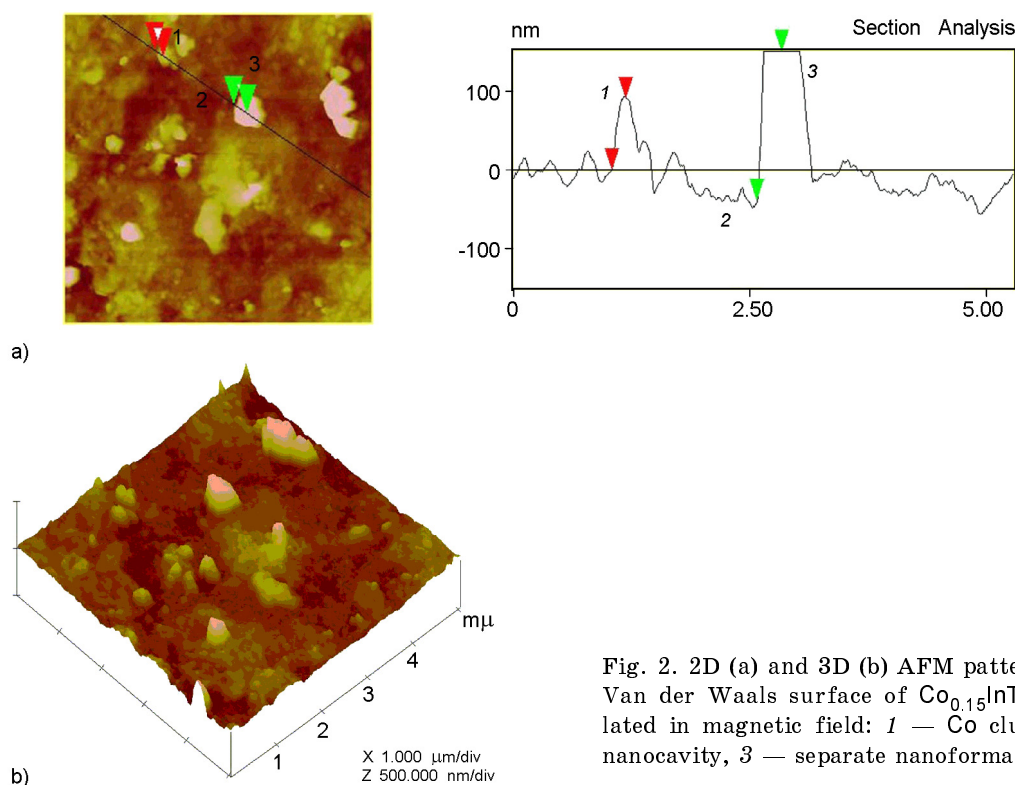 nm
Section Analysis
1
3
2
100
0
-100
1
3
2
0
2.50
5.00
a)
mμ
4
3
2
1
X 1.000 μm/div
Z 500.000 nm/div
b)
Fig. 2. 2D (a) and 3D (b) AFM patte
Van der Waals surface of Co0.15InT
lated in magnetic field: 1 — Co clu
nanocavity, 3 — separate nanoforma